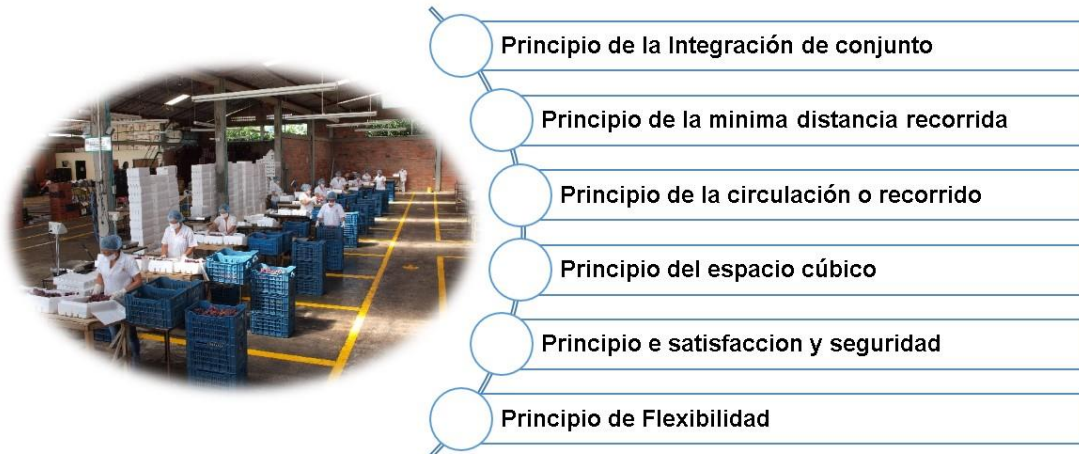 Principio de la Integración de conjunto
Principio de la minima distancia recorrida
Principio de la circulación o recorrido
Principio del espacio cúbico
Principio e satisfaccion y seguridad
Principio de Flexibilidad